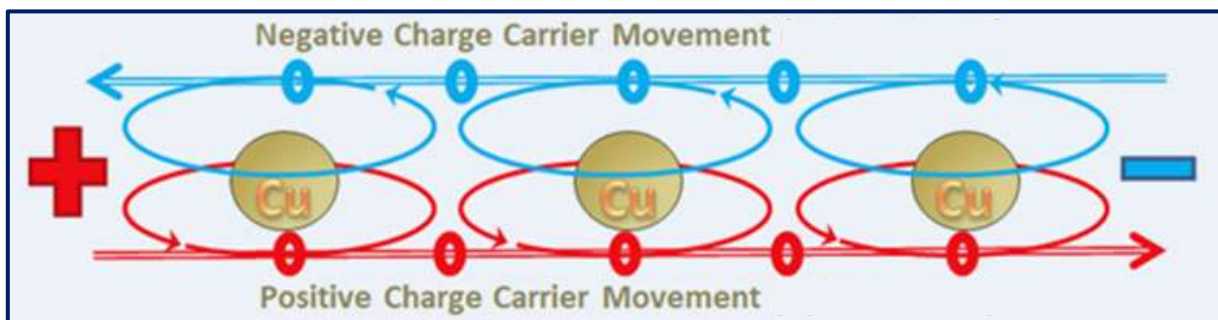 Negative Charge Carrier Movement
Cu Cu Cu
Positive Charge Carrier Movement